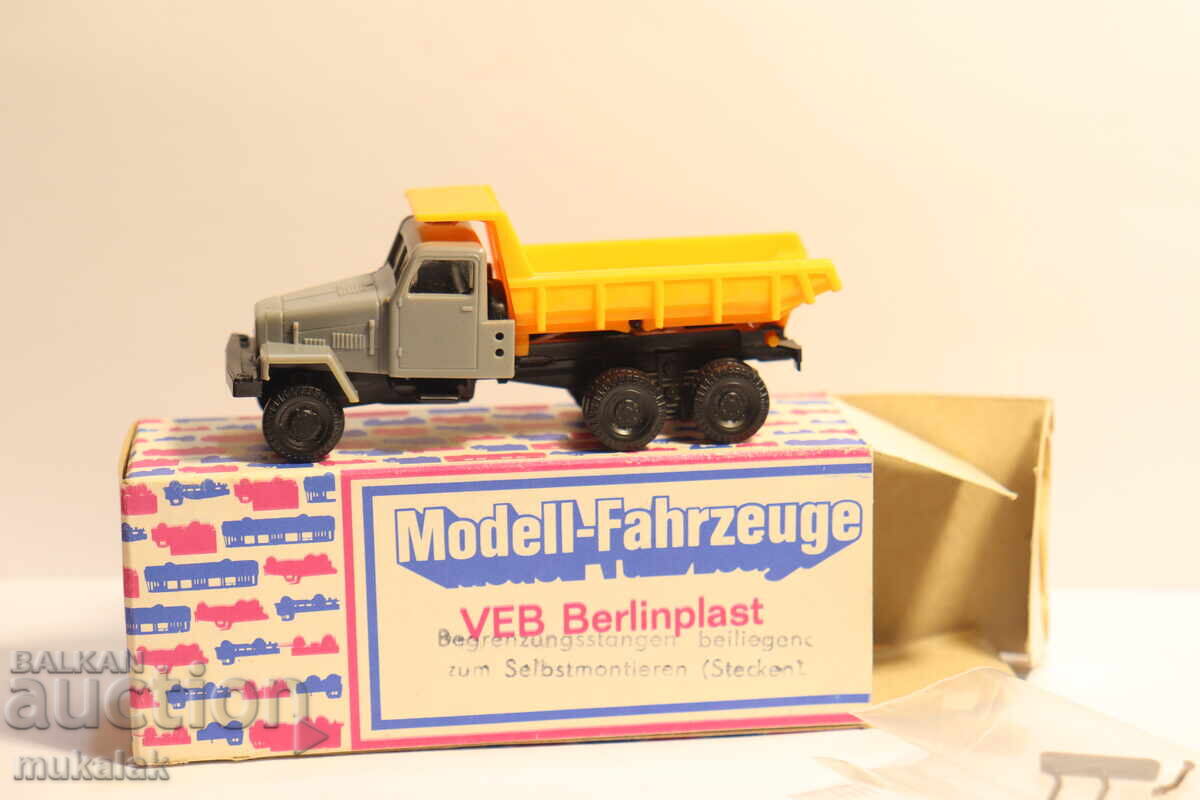 Modell-Fahrzeuge
VEB Berlinplast
Begrenzungsstangen beiliegend
zum Selbstmontieren (Stecken)
BALKAN
auction
mukalak